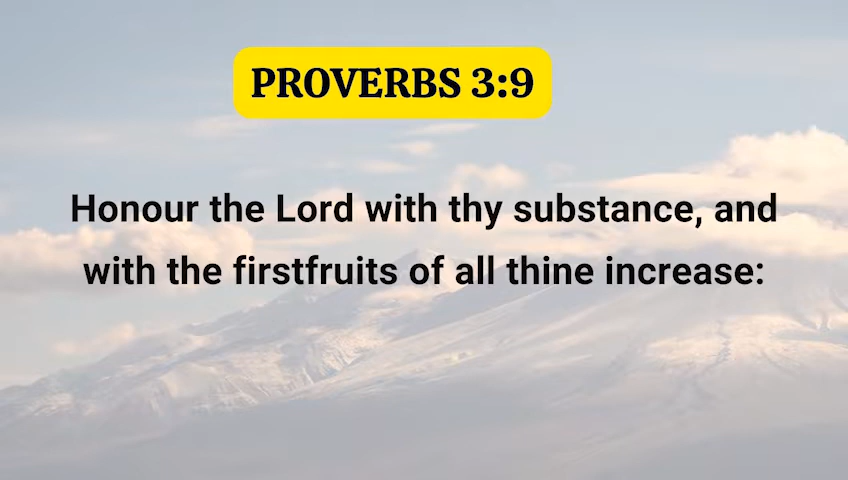 PROVERBS 3:9
Honour the Lord with thy substance, and
with the firstfruits of all thine increase: